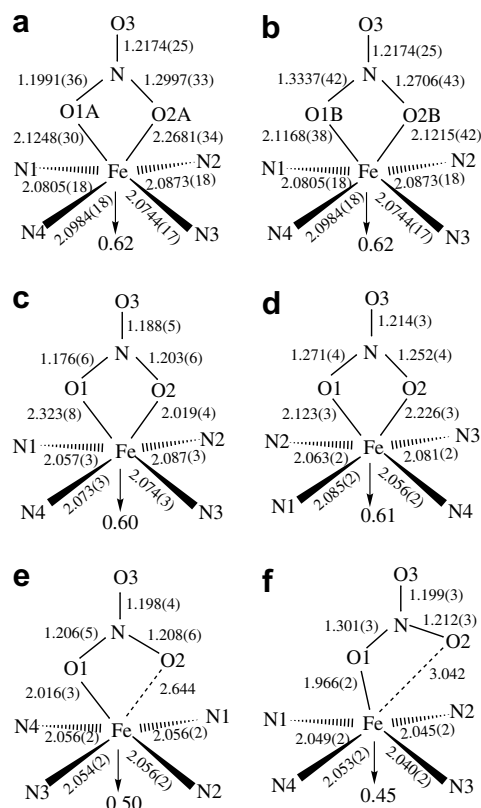 a
O3
1.2174(25)
1.1991(36) N 1.2997(33)
O1A O2A
2.1248(30) 2.2681(34)
N1 Fe N2
2.0805(18) 2.0873(18)
2.0984(18) 2.0744(17)
N4 N3
0.62
b
O3
1.2174(25)
1.3337(42) N 1.2706(43)
O1B O2B
2.1168(38) 2.1215(42)
N1 Fe N2
2.0805(18) 2.0873(18)
2.0984(18) 2.0744(17)
N4 N3
0.62
c
O3
1.188(5)
1.176(6) N 1.203(6)
O1 O2
2.323(8) 2.019(4)
N1 Fe N2
2.057(3) 2.087(3)
2.073(3) 2.074(3)
N4 N3
0.60
d
O3
1.214(3)
1.271(4) N 1.252(4)
O1 O2
2.123(3) 2.226(3)
N2 Fe N3
2.063(2) 2.081(2)
2.085(2) 2.056(2)
N1 N4
0.61
e
O3
1.198(4)
1.206(5) N 1.208(6)
O1 O2
2.016(3) 2.644
N4 Fe N1
2.056(2) 2.056(2)
2.054(2) 2.056(2)
N3 N2
0.50
f
O3
1.199(3)
1.301(3) N 1.212(3)
O1 O2
1.966(2) 3.042
N1 Fe N2
2.049(2) 2.045(2)
2.053(2) 2.040(2)
N4 N3
0.45